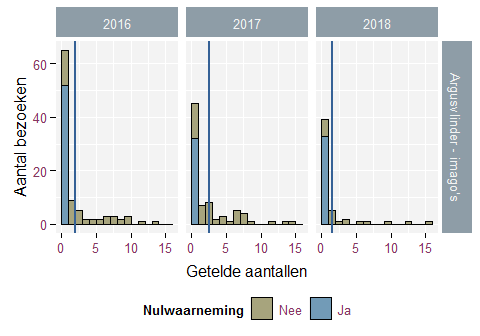 2016 2017 2018
Aantal bezoeken
60
40
20
0
Argusvlinder - imago's
0 5 10 15 0 5 10 15 0 5 10 15
Getelde aantallen
Nulwaarneming Nee Ja